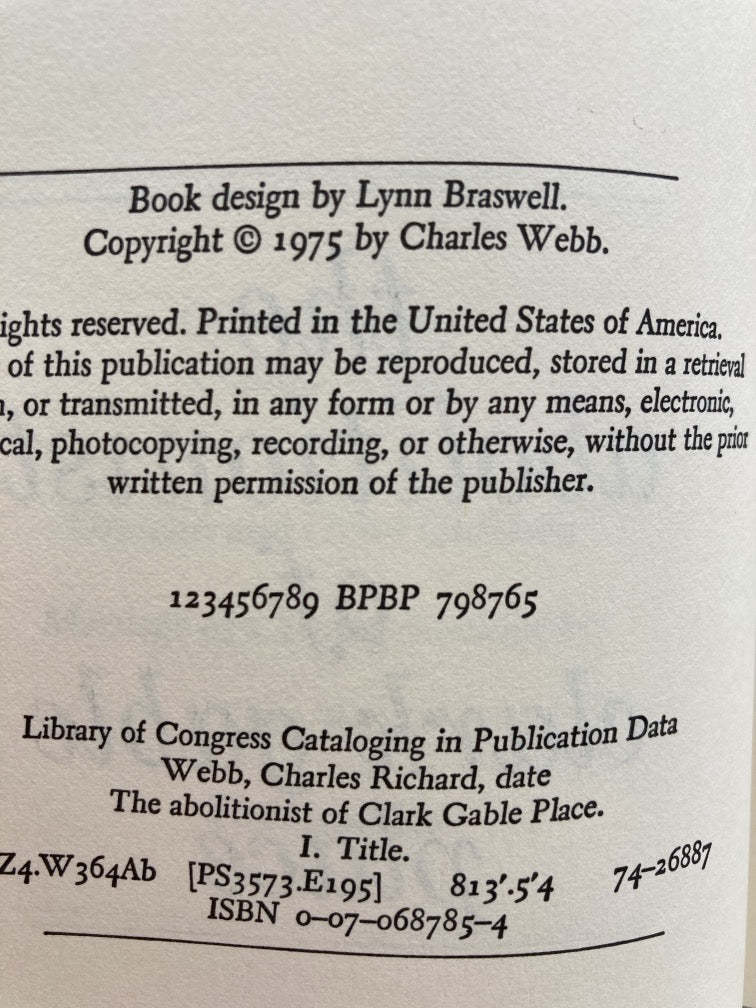 Book design by Lynn Braswell.
Copyright © 1975 by Charles Webb.
ights reserved. Printed in the United States of America.
of this publication may be reproduced, stored in a retrieval
, or transmitted, in any form or by any means, electronic,
cal, photocopying, recording, or otherwise, without the prior
written permission of the publisher.
123456789 BPBP 798765
Library of Congress Cataloging in Publication Data
Webb, Charles Richard, date
The abolitionist of Clark Gable Place.
I. Title.
Z4.W364Ab [PS3573.E195] 813'.5'4 74-26887
ISBN 0-07-068785-4